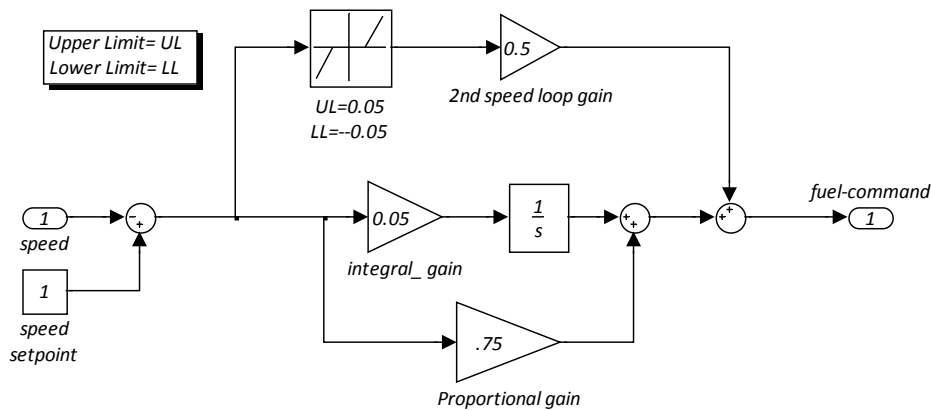 Upper Limit= UL
Lower Limit= LL
UL=0.05
LL=--0.05
0.5
2nd speed loop gain
1
speed
−
+
1
speed
setpoint
0.05
integral_ gain
1
s
+
+
.75
Proportional gain
+
+
fuel-command
1